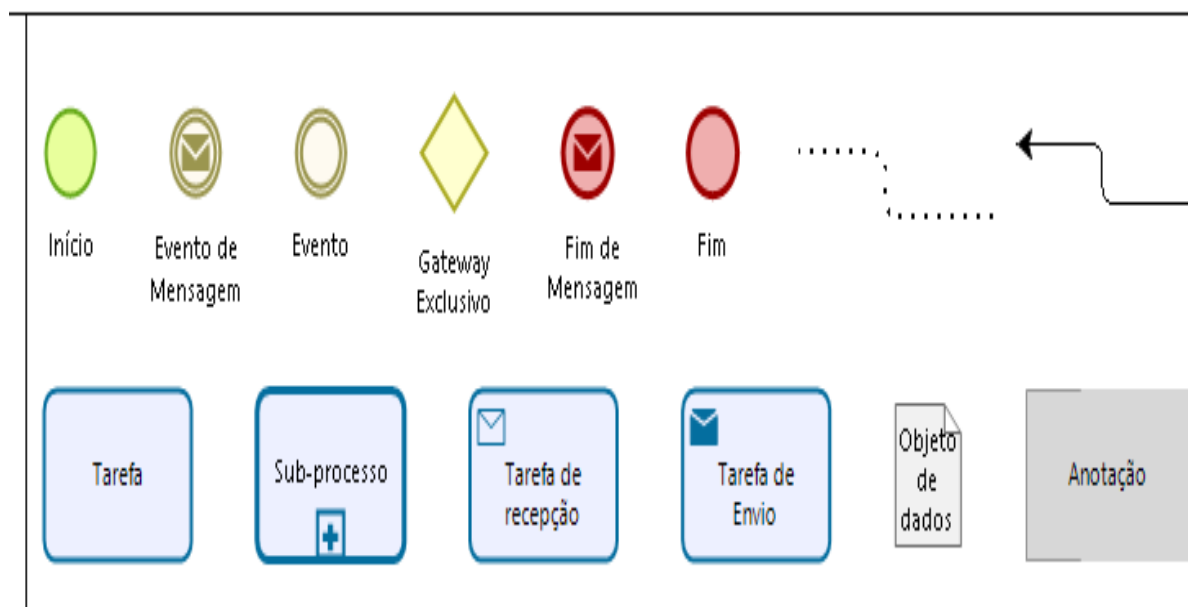 Início
Evento de
Mensagem
Evento
Gateway
Exclusivo
Fim de
Mensagem
Fim
Tarefa
Sub-processo
Tarefa de
recepção
Tarefa de
Envio
Objeto
de
dados
Anotação